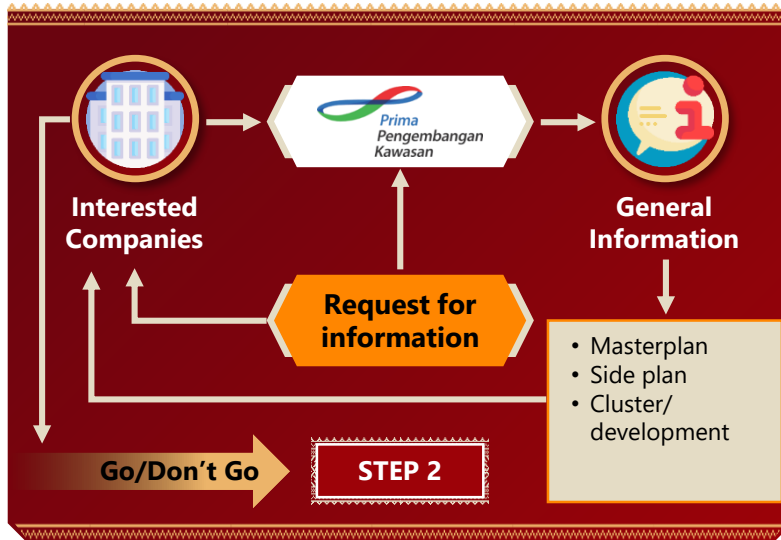 Prima
Pengembangan
Kawasan
Interested
Companies
General
Information
Request for
information
• Masterplan
• Side plan
• Cluster/
development
Go/Don’t Go
STEP 2